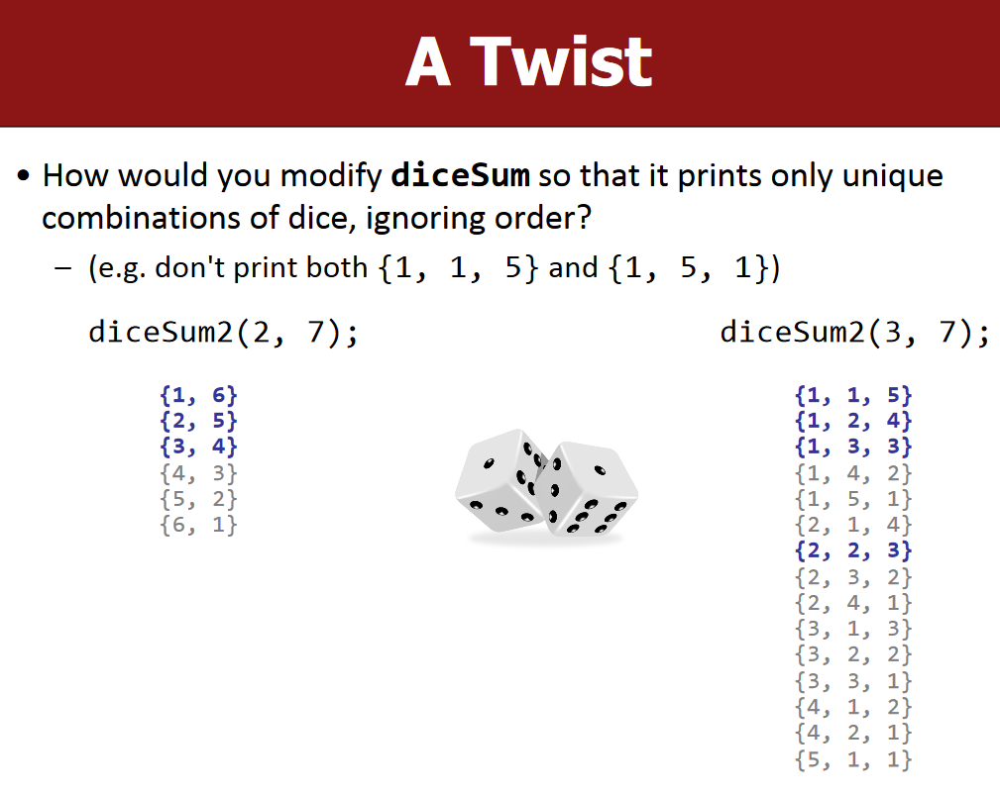 A Twist
• How would you modify diceSum so that it prints only unique
combinations of dice, ignoring order?
– (e.g. don't print both {1, 1, 5} and {1, 5, 1})
diceSum2(2, 7);
{1, 6}
{2, 5}
{3, 4}
{4, 3}
{5, 2}
{6, 1}
diceSum2(3, 7);
{1, 1, 5}
{1, 2, 4}
{1, 3, 3}
{1, 4, 2}
{1, 5, 1}
{2, 1, 4}
{2, 2, 3}
{2, 3, 2}
{2, 4, 1}
{3, 1, 3}
{3, 2, 2}
{3, 3, 1}
{4, 1, 2}
{4, 2, 1}
{5, 1, 1}